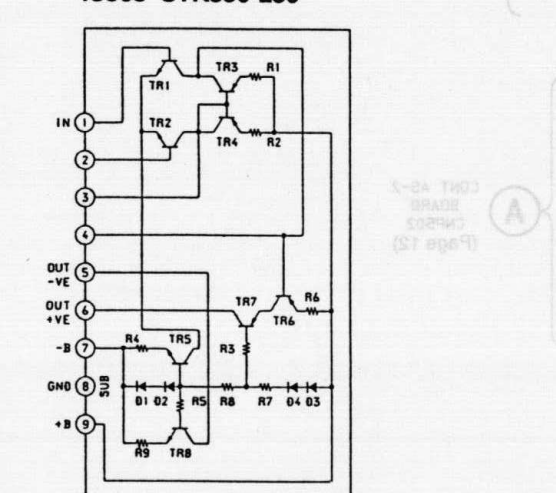 TR3
R1
TR1
TR2
IN
1
TR4
R2
2
3
4
OUT
-VE
5
OUT
+VE
6
TR7
R6
TR6
-B
7
R4
TR5
R3
GND
8
SUB
D1
D2
R5
R8
R7
D4
D3
+B
9
R9
TR8
CONT AS-2
BOARD
CNP502
(Page 12)
A